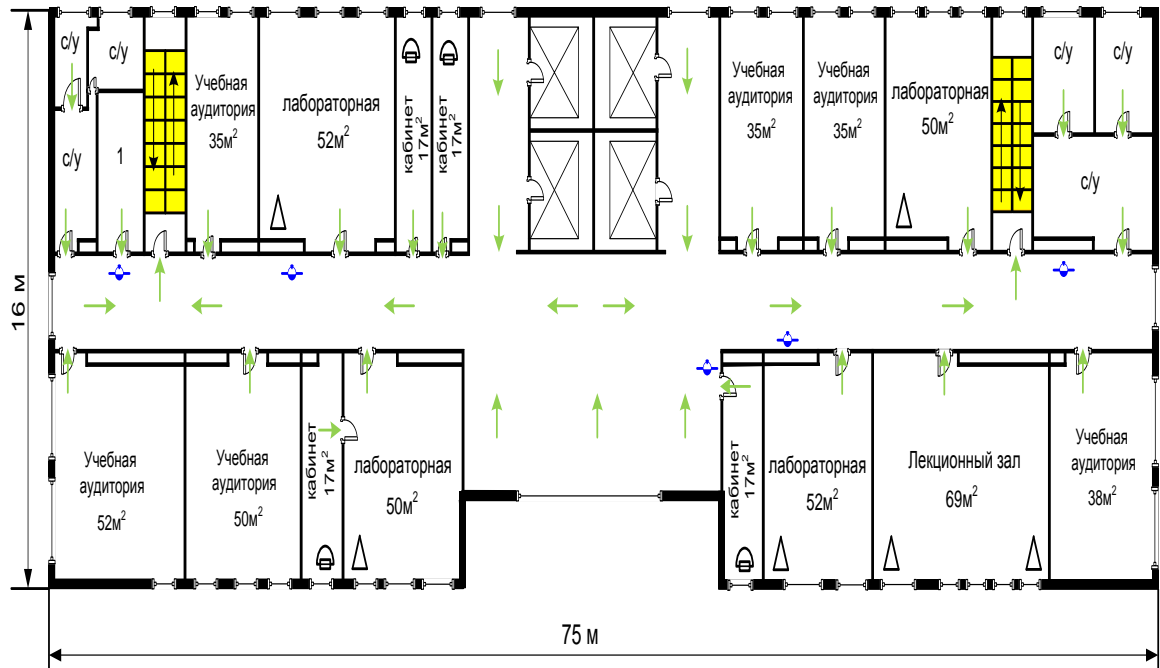 с/у
с/у
с/у
1
Учебная
аудитория
35м²
лабораторная
52м²
кабинет
17м²
кабинет
17м²
Учебная
аудитория
35м²
Учебная
аудитория
35м²
лабораторная
50м²
с/у
с/у
с/у
16 м
Учебная
аудитория
52м²
Учебная
аудитория
50м²
кабинет
17м²
лабораторная
50м²
кабинет
17м²
лабораторная
52м²
Лекционный зал
69м²
Учебная
аудитория
38м²
75 м